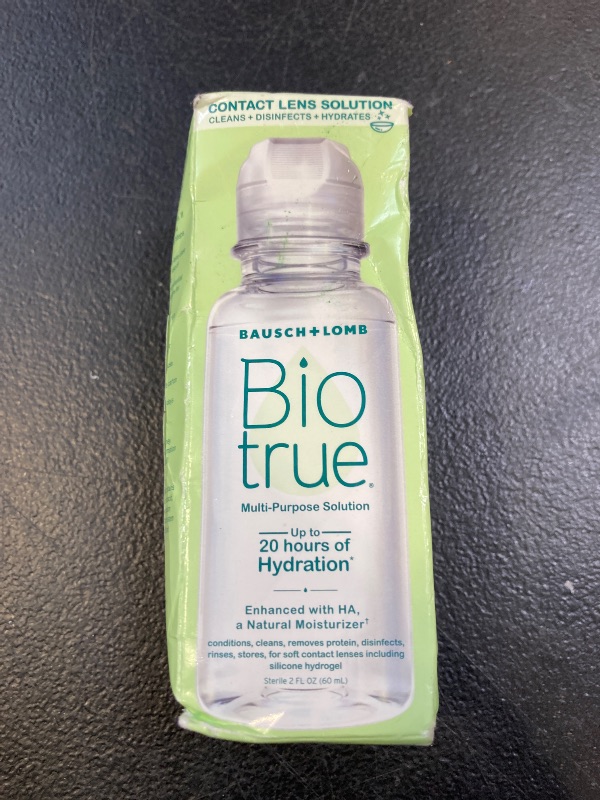 CONTACT LENS SOLUTION
CLEANS + DISINFECTS + HYDRATES
BAUSCH + LOMB
Bio
true®
Multi-Purpose Solution
Up to
20 hours of
Hydration*
Enhanced with HA,
a Natural Moisturizer†
conditions, cleans, removes protein, disinfects,
rinses, stores, for soft contact lenses including
silicone hydrogel
Sterile 2 FL OZ (60 mL)